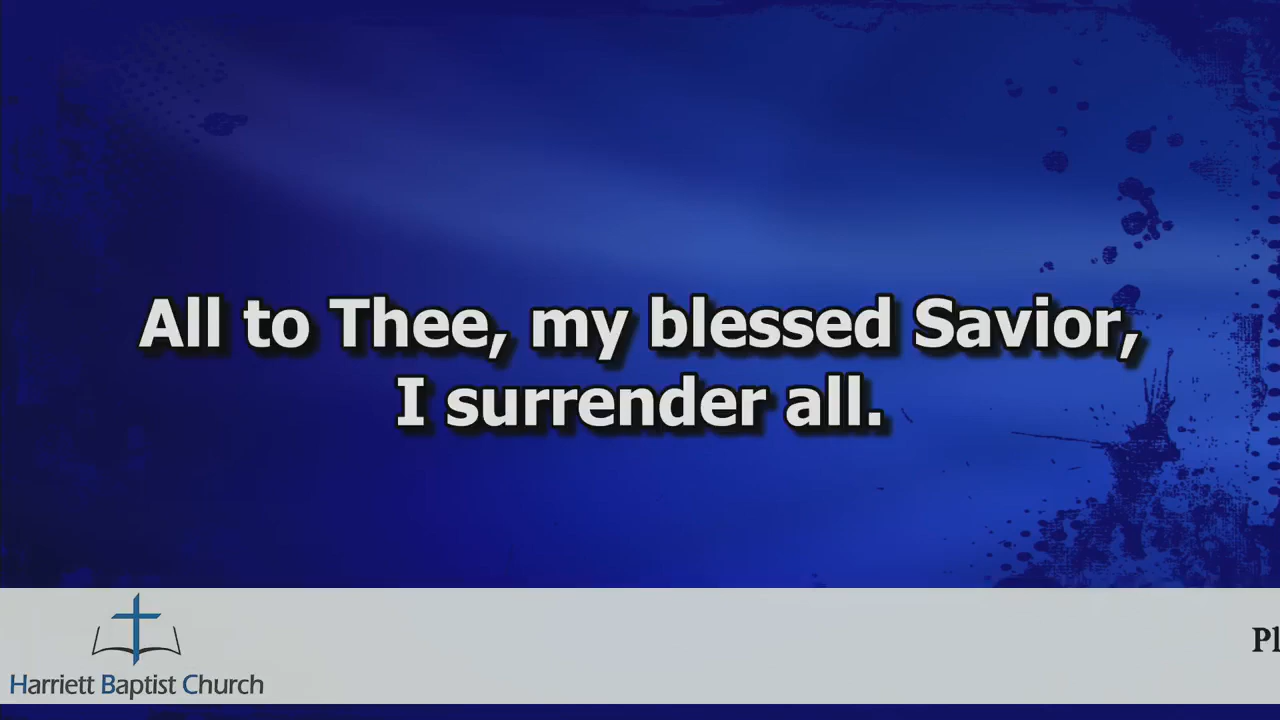 All to Thee, my blessed Savior,
I surrender all.
Harriett Baptist Church